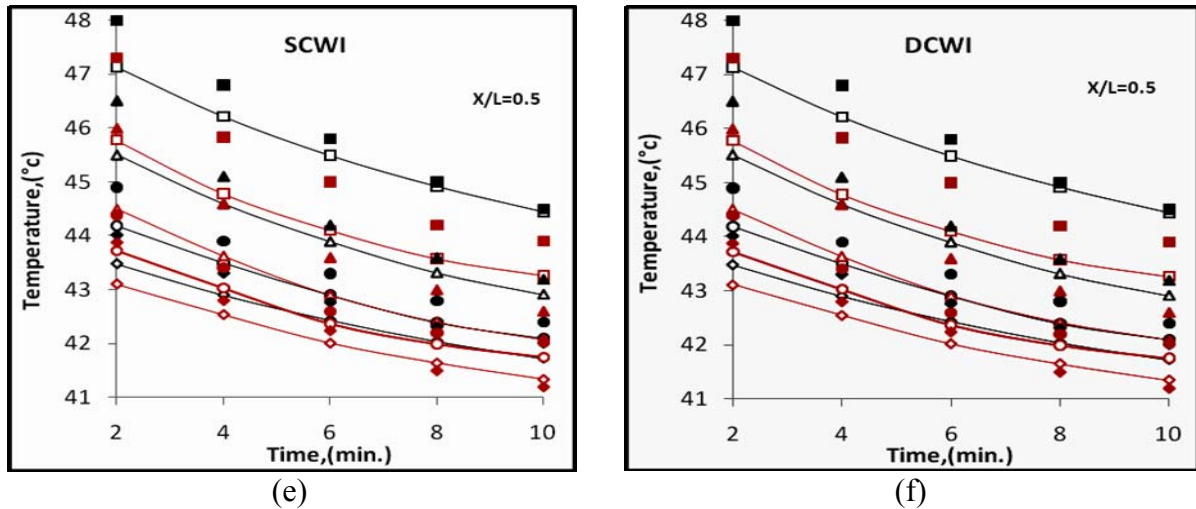 SCWI
X/L=0.5
Temperature,(°c)
48
47
46
45
44
43
42
41
2 4 6 8 10
Time,(min.)
(e)
DCWI
X/L=0.5
Temperature,(°c)
48
47
46
45
44
43
42
41
2 4 6 8 10
Time,(min.)
(f)